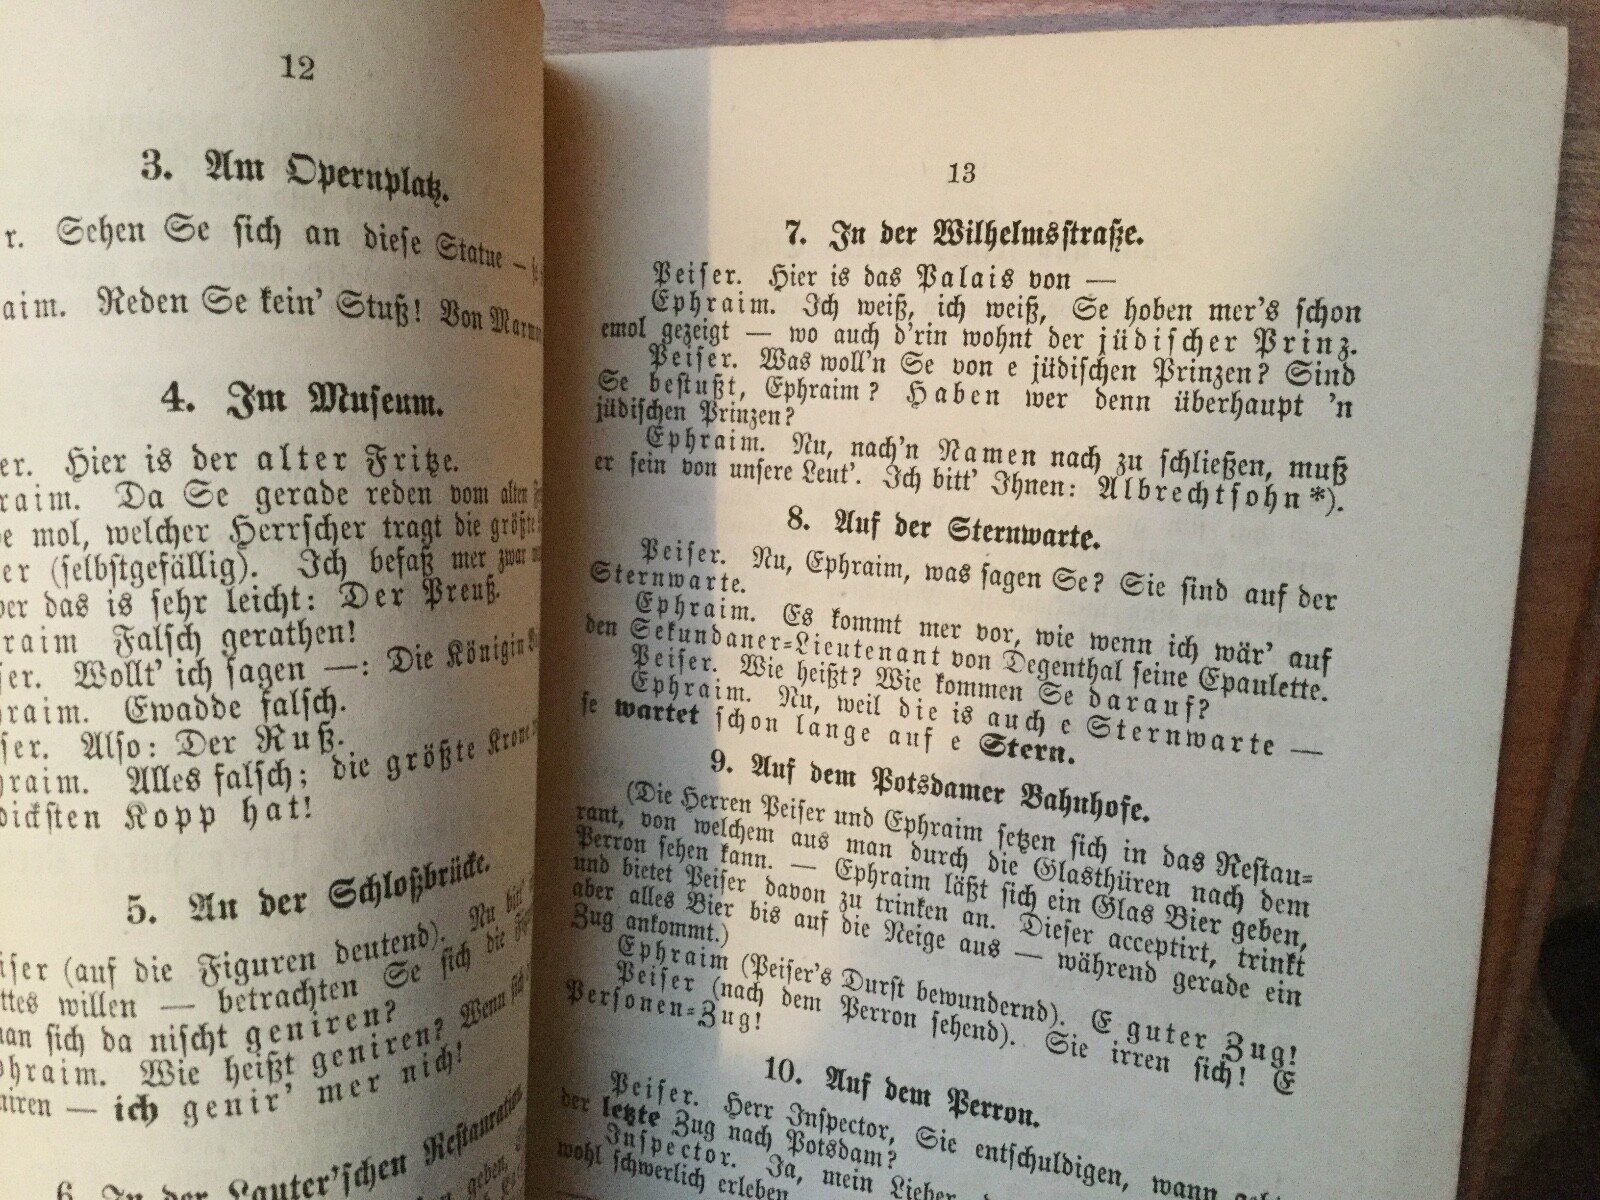 12
3. Am Opernplatz.
r. Sehen Se sich an diese Statue —
aim. Reden Se kein' Stuß! Von
4. Im Museum.
er. Hier is der alter Fritze.
raim. Da Se gerade reden vom alten
e mol, welcher Herrscher tragt die größte
er (selbstgefällig). Ich befaß mer zwar
ber das is sehr leicht: Der Preuß.
raim Falsch gerathen!
ser. Wollt' ich sagen —: Die Königin
raim. Ewadde falsch.
ser. Also: Der Ruß.
raim. Alles falsch; die größte Krone
dicksten Kopp hat!
5. An der Schloßbrücke.
iser (auf die Figuren deutend). Nu bitt'
ttes willen — betrachten Se sich die
man sich da nischt geniren?
phraim. Wie heißt geniren? Wenn sich
niren — ich genir' mer nich!
6. In der Lauter'schen Restauration.
geben,
13
7. In der Wilhelmsstraße.
Peiser. Hier is das Palais von —
Ephraim. Ich weiß, ich weiß, Se hoben mer's schon
emol gezeigt — wo auch d'rin wohnt der jüdischer Prinz.
Peiser. Was woll'n Se von e jüdischen Prinzen? Sind
Se bestußt, Ephraim? Haben wer denn überhaupt 'n
jüdischen Prinzen?
Ephraim. Nu, nach'n Namen nach zu schließen, muß
er sein von unsere Leut'. Ich bitt' Ihnen: Albrechtsohn*).
8. Auf der Sternwarte.
Peiser. Nu, Ephraim, was sagen Se? Sie sind auf der
Sternwarte.
Ephraim. Es kommt mer vor, wie wenn ich wär' auf
den Sekundaner-Lieutenant von Degenthal seine Epaulette.
Peiser. Wie heißt? Wie kommen Se darauf?
Ephraim. Nu, weil die is auch e Sternwarte —
se wartet schon lange auf e Stern.
9. Auf dem Potsdamer Bahnhofe.
(Die Herren Peiser und Ephraim setzen sich in das Restau-
rant, von welchem aus man durch die Glasthüren nach dem
Perron sehen kann. — Ephraim läßt sich ein Glas Bier geben,
und bietet Peiser davon zu trinken an. Dieser acceptirt, trinkt
aber alles Bier bis auf die Neige aus — während gerade ein
Zug ankommt.)
Ephraim (Peiser's Durst bewundernd). E guter Zug!
Peiser (nach dem Perron sehend). Sie irren sich! E
Personen-Zug!
10. Auf dem Perron.
Peiser. Herr Inspector, Sie entschuldigen, wann
der letzte Zug nach Potsdam?
Inspector. Ja, mein Lieber,
wohl schwerlich erleben